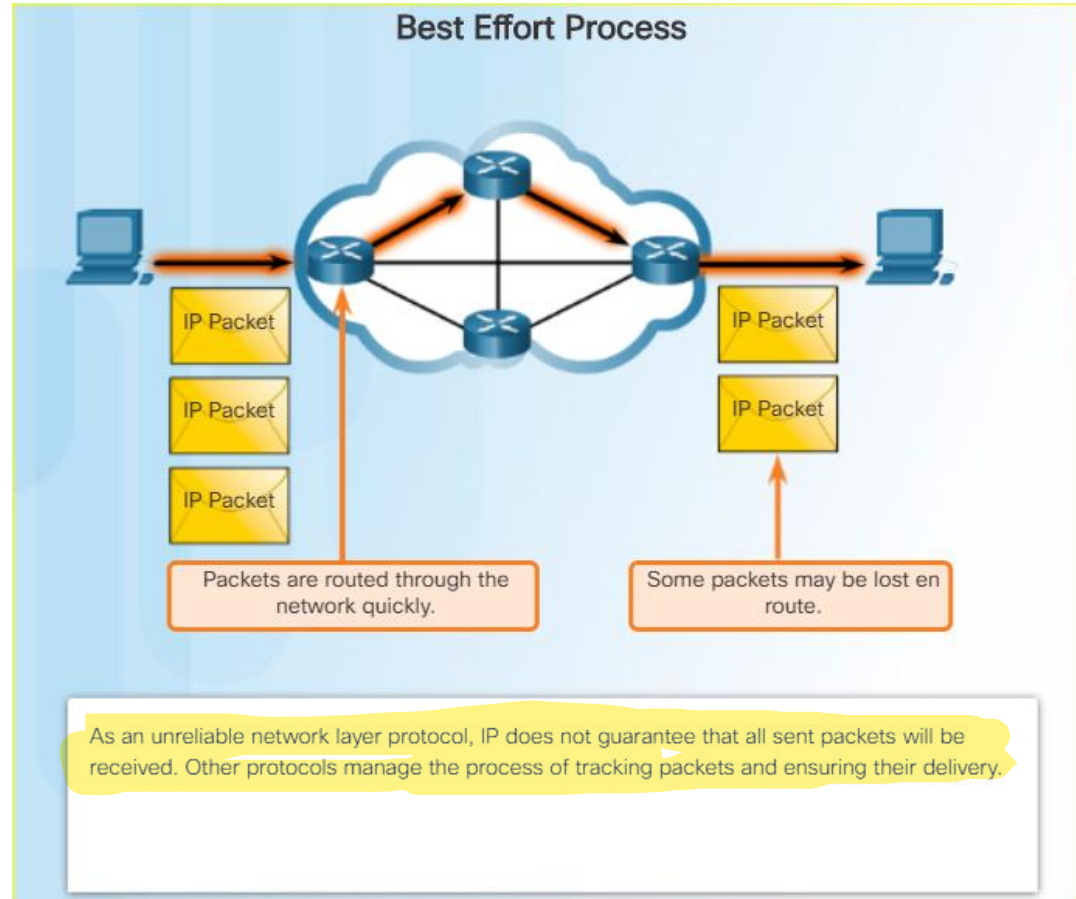 Best Effort Process
IP Packet
IP Packet
IP Packet
IP Packet
IP Packet
Packets are routed through the
network quickly.
Some packets may be lost en
route.
As an unreliable network layer protocol, IP does not guarantee that all sent packets will be
received. Other protocols manage the process of tracking packets and ensuring their delivery.